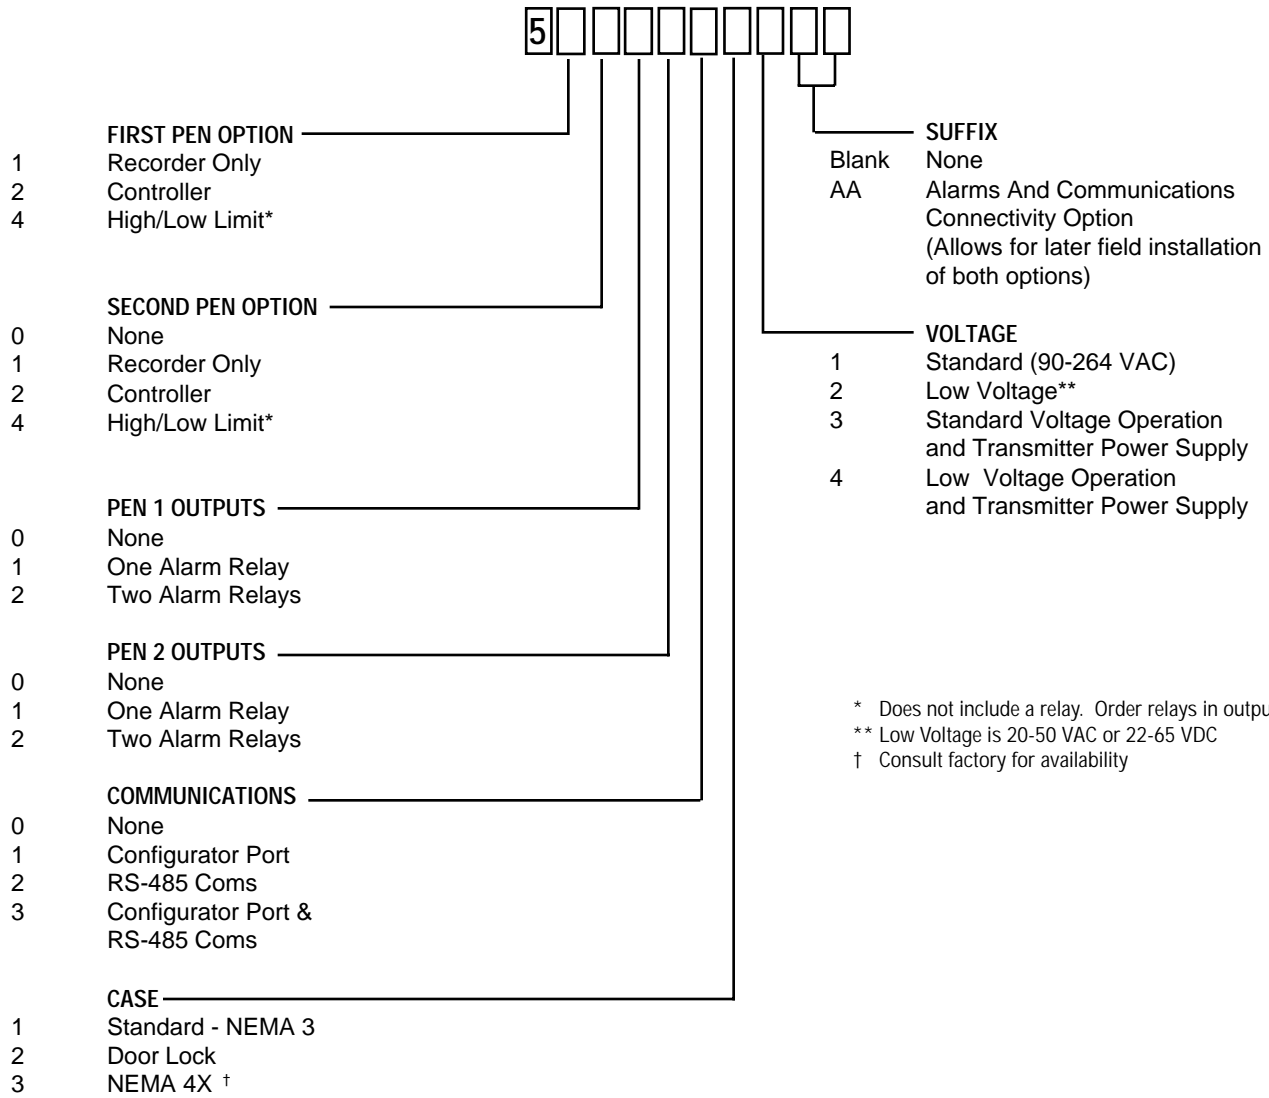 5
FIRST PEN OPTION
1 Recorder Only
2 Controller
4 High/Low Limit*
SECOND PEN OPTION
0 None
1 Recorder Only
2 Controller
4 High/Low Limit*
PEN 1 OUTPUTS
0 None
1 One Alarm Relay
2 Two Alarm Relays
PEN 2 OUTPUTS
0 None
1 One Alarm Relay
2 Two Alarm Relays
COMMUNICATIONS
0 None
1 Configurator Port
2 RS-485 Coms
3 Configurator Port &
RS-485 Coms
CASE
1 Standard - NEMA 3
2 Door Lock
3 NEMA 4X †
SUFFIX
Blank None
AA Alarms And Communications
Connectivity Option
(Allows for later field installation
of both options)
VOLTAGE
1 Standard (90-264 VAC)
2 Low Voltage**
3 Standard Voltage Operation
and Transmitter Power Supply
4 Low Voltage Operation
and Transmitter Power Supply
* Does not include a relay. Order relays in
** Low Voltage is 20-50 VAC or 22-65 VDC
† Consult factory for availability